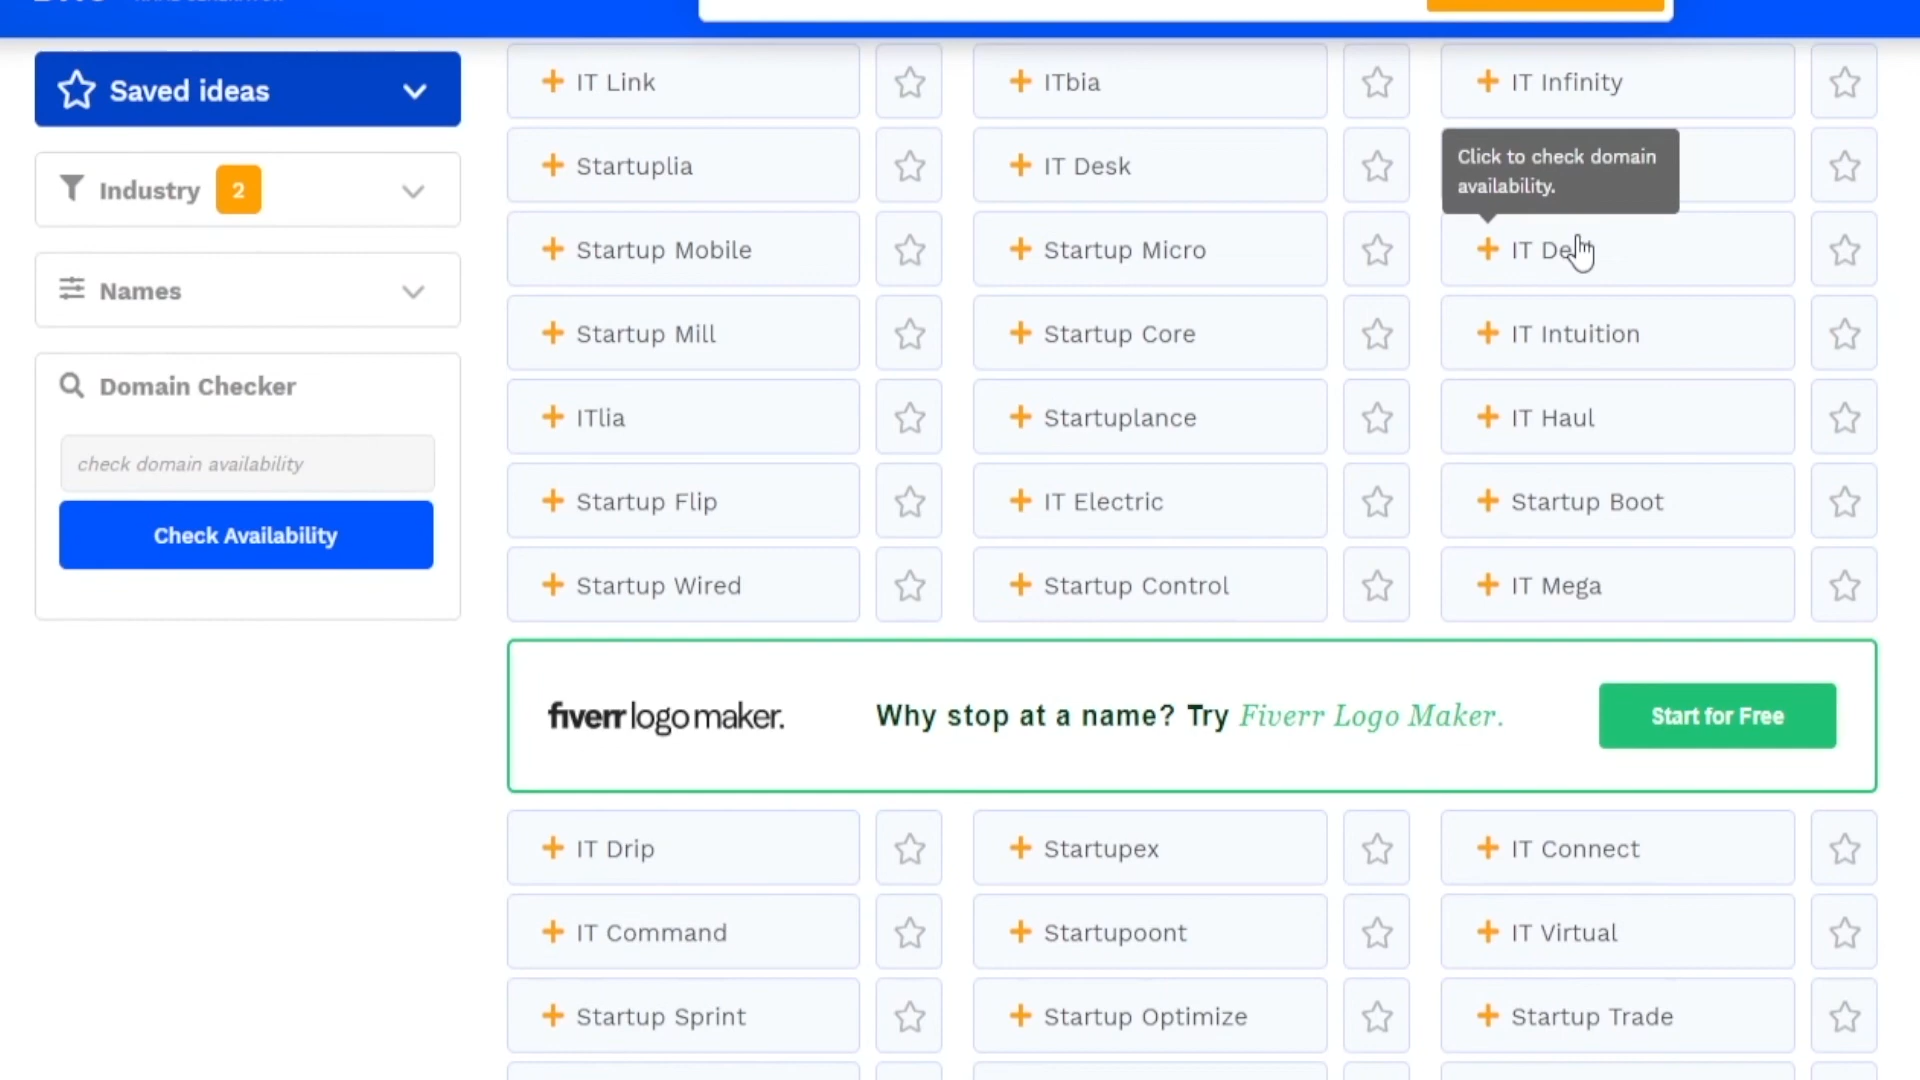 Saved ideas
Industry 2
Names
Domain Checker
check domain availability
Check Availability
IT Link
ITbia
IT Infinity
Startuplia
IT Desk
Click to check domain
availability.
Startup Mobile
Startup Micro
IT
Startup Mill
Startup Core
IT Intuition
ITlia
Startuplance
IT Haul
Startup Flip
IT Electric
Startup Boot
Startup Wired
Startup Control
IT Mega
fiverr logo maker.
Why stop at a name? Try Fiverr Logo Maker.
Start for Free
IT Drip
Startupex
IT Connect
IT Command
Startupoont
IT Virtual
Startup Sprint
Startup Optimize
Startup Trade